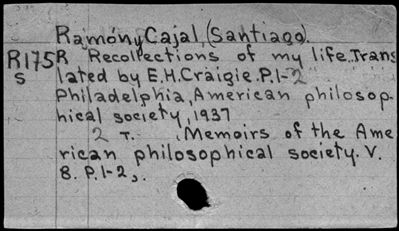 Ramón y Cajal, (Santiago).
R175R Recollections of my life. Trans
S lated by E.H. Craigie. P. 1-2
Philadelphia, American philosop-
hical society, 1937
2 T. Memoirs of the Ame
rican philosophical society. V.
8. P. 1-2,.